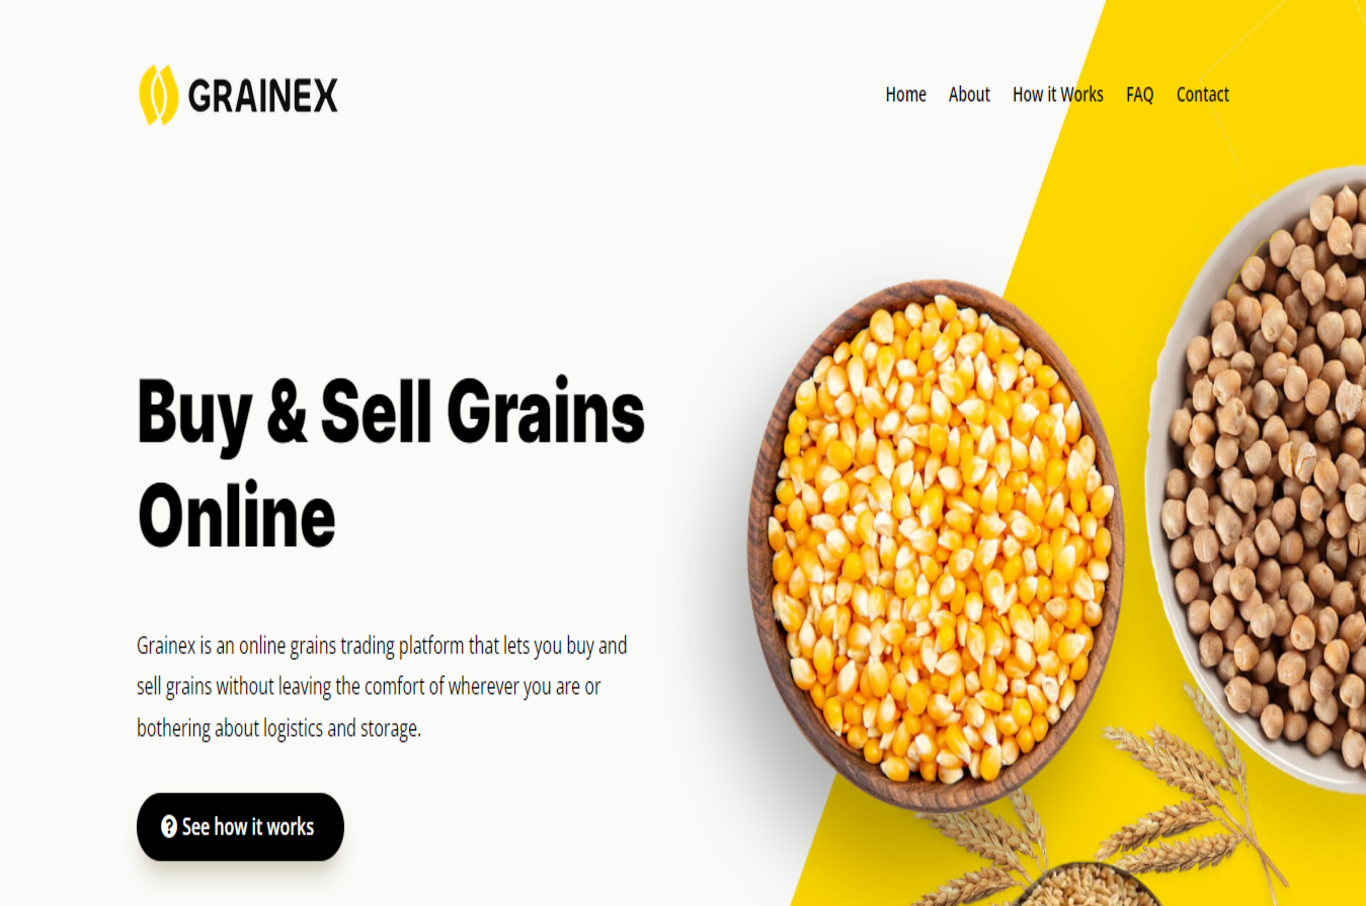 GRAINEX
Home About How it Works FAQ Contact
Buy & Sell Grains
Online
Grainex is an online grains trading platform that lets you buy and
sell grains without leaving the comfort of wherever you are or
bothering about logistics and storage.
See how it works